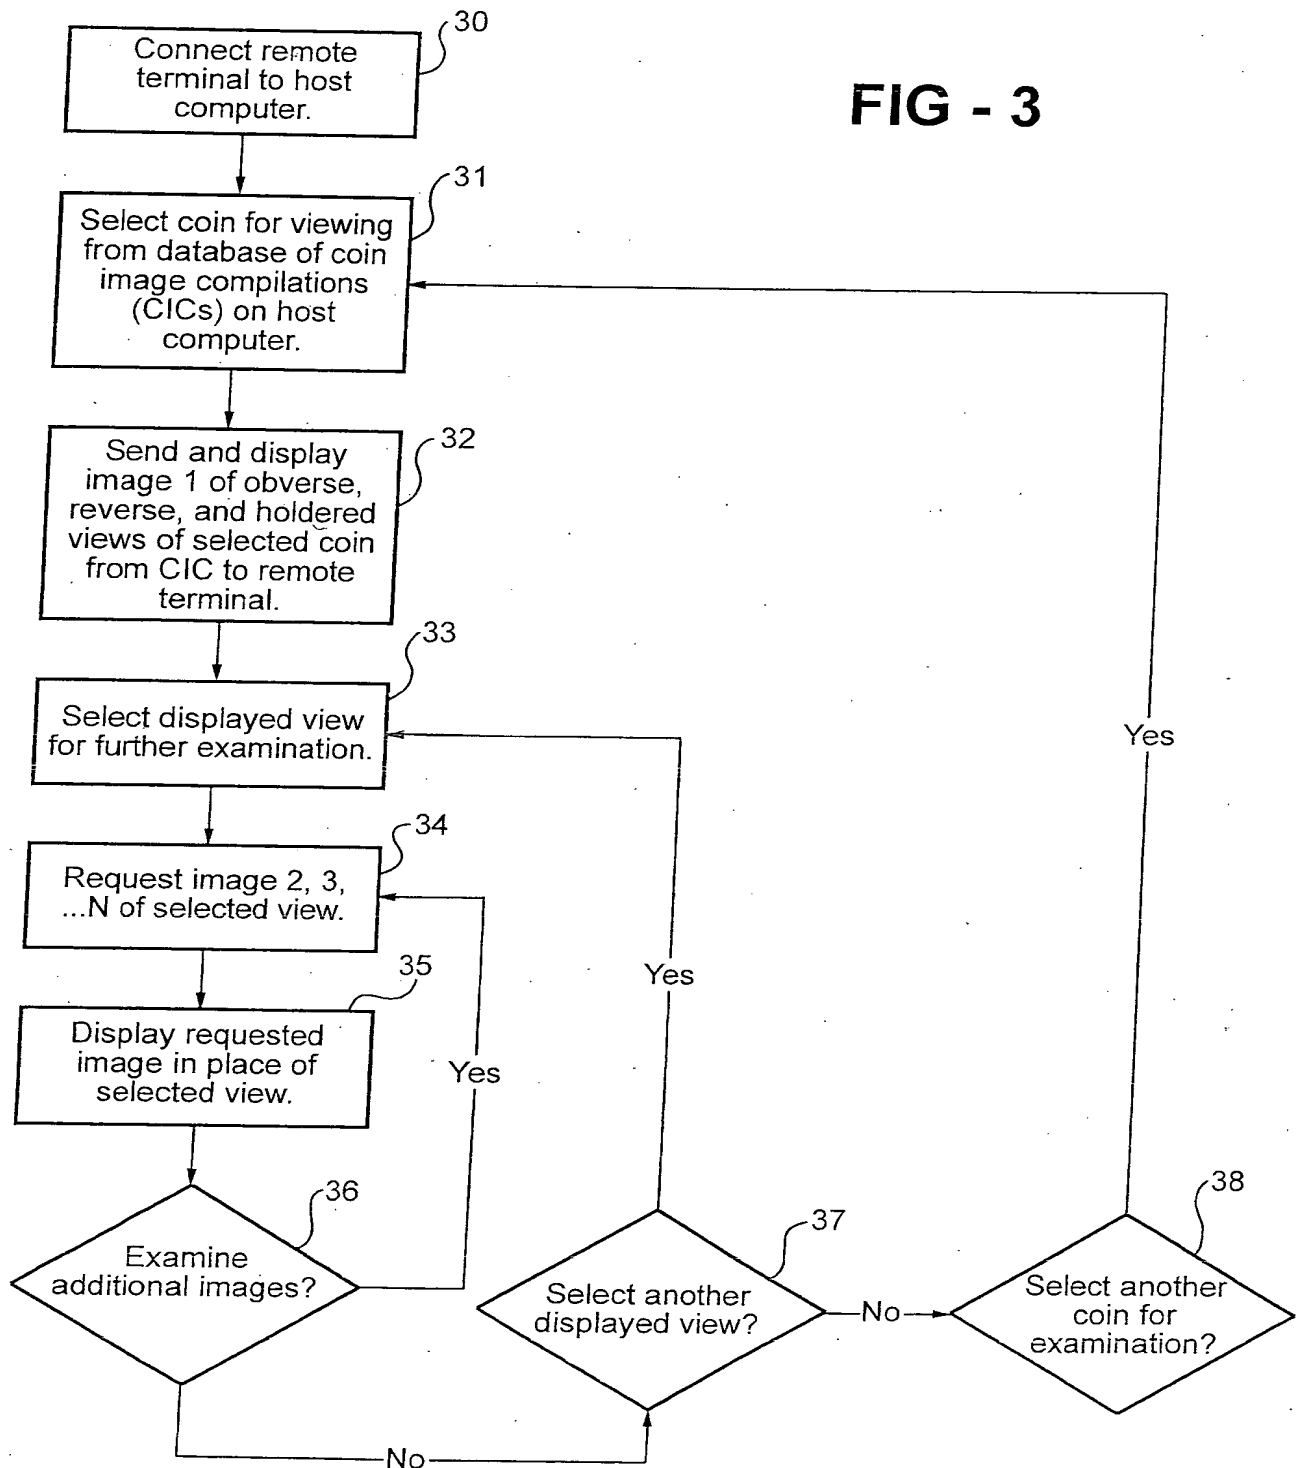 30
Connect remote
terminal to host
computer.
FIG - 3
31
Select coin for viewing
from database of coin
image compilations
(CICs) on host
computer.
32
Send and display
image 1 of obverse,
reverse, and holdered
views of selected coin
from CIC to remote
terminal.
33
Select displayed view
for further examination.
Yes
34
Request image 2, 3,
...N of selected view.
Yes
35
Display requested
image in place of
selected view.
Yes
36
Examine
additional images?
37
Select another
displayed view?
No
38
Select another
coin for
examination?
No